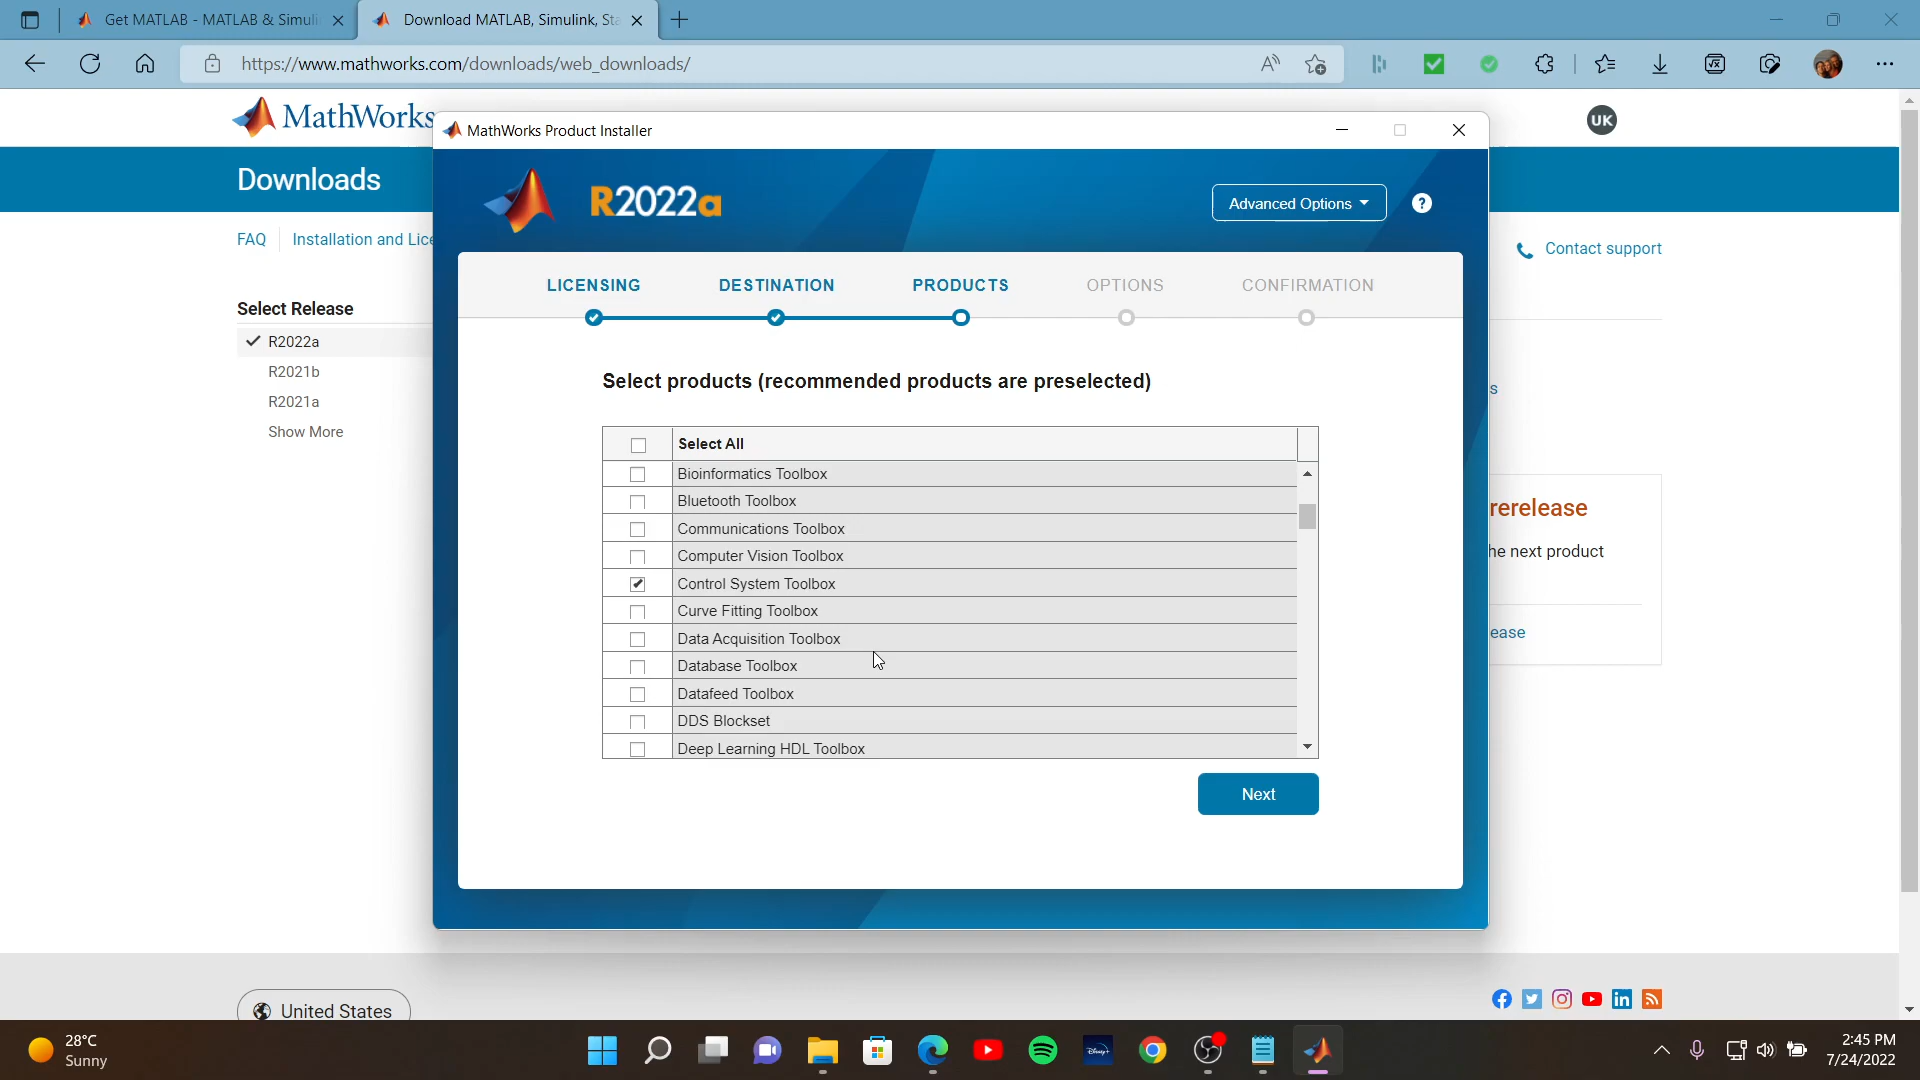 Get MATLAB - MATLAB & Simuli
Download MATLAB, Simulink, Sta
https://www.mathworks.com/downloads/web_downloads/
MathWorks
UK
MathWorks Product Installer
Downloads
R2022a
Advanced Options
?
FAQ
Installation and Lice
Contact support
LICENSING
DESTINATION
PRODUCTS
OPTIONS
CONFIRMATION
Select Release
R2022a
R2021b
R2021a
Show More
Select products (recommended products are preselected)
s
Select All
Bioinformatics Toolbox
Bluetooth Toolbox
Communications Toolbox
Computer Vision Toolbox
Control System Toolbox
Curve Fitting Toolbox
Data Acquisition Toolbox
Database Toolbox
Datafeed Toolbox
DDS Blockset
Deep Learning HDL Toolbox
rerelease
he next product
ease
Next
United States
28°C
Sunny
Disney+
2:45 PM
7/24/2022